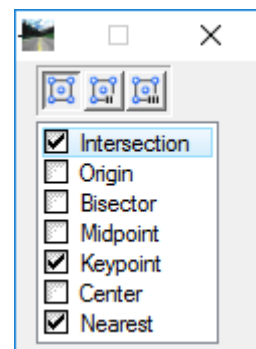 Intersection
Origin
Bisector
Midpoint
Keypoint
Center
Nearest